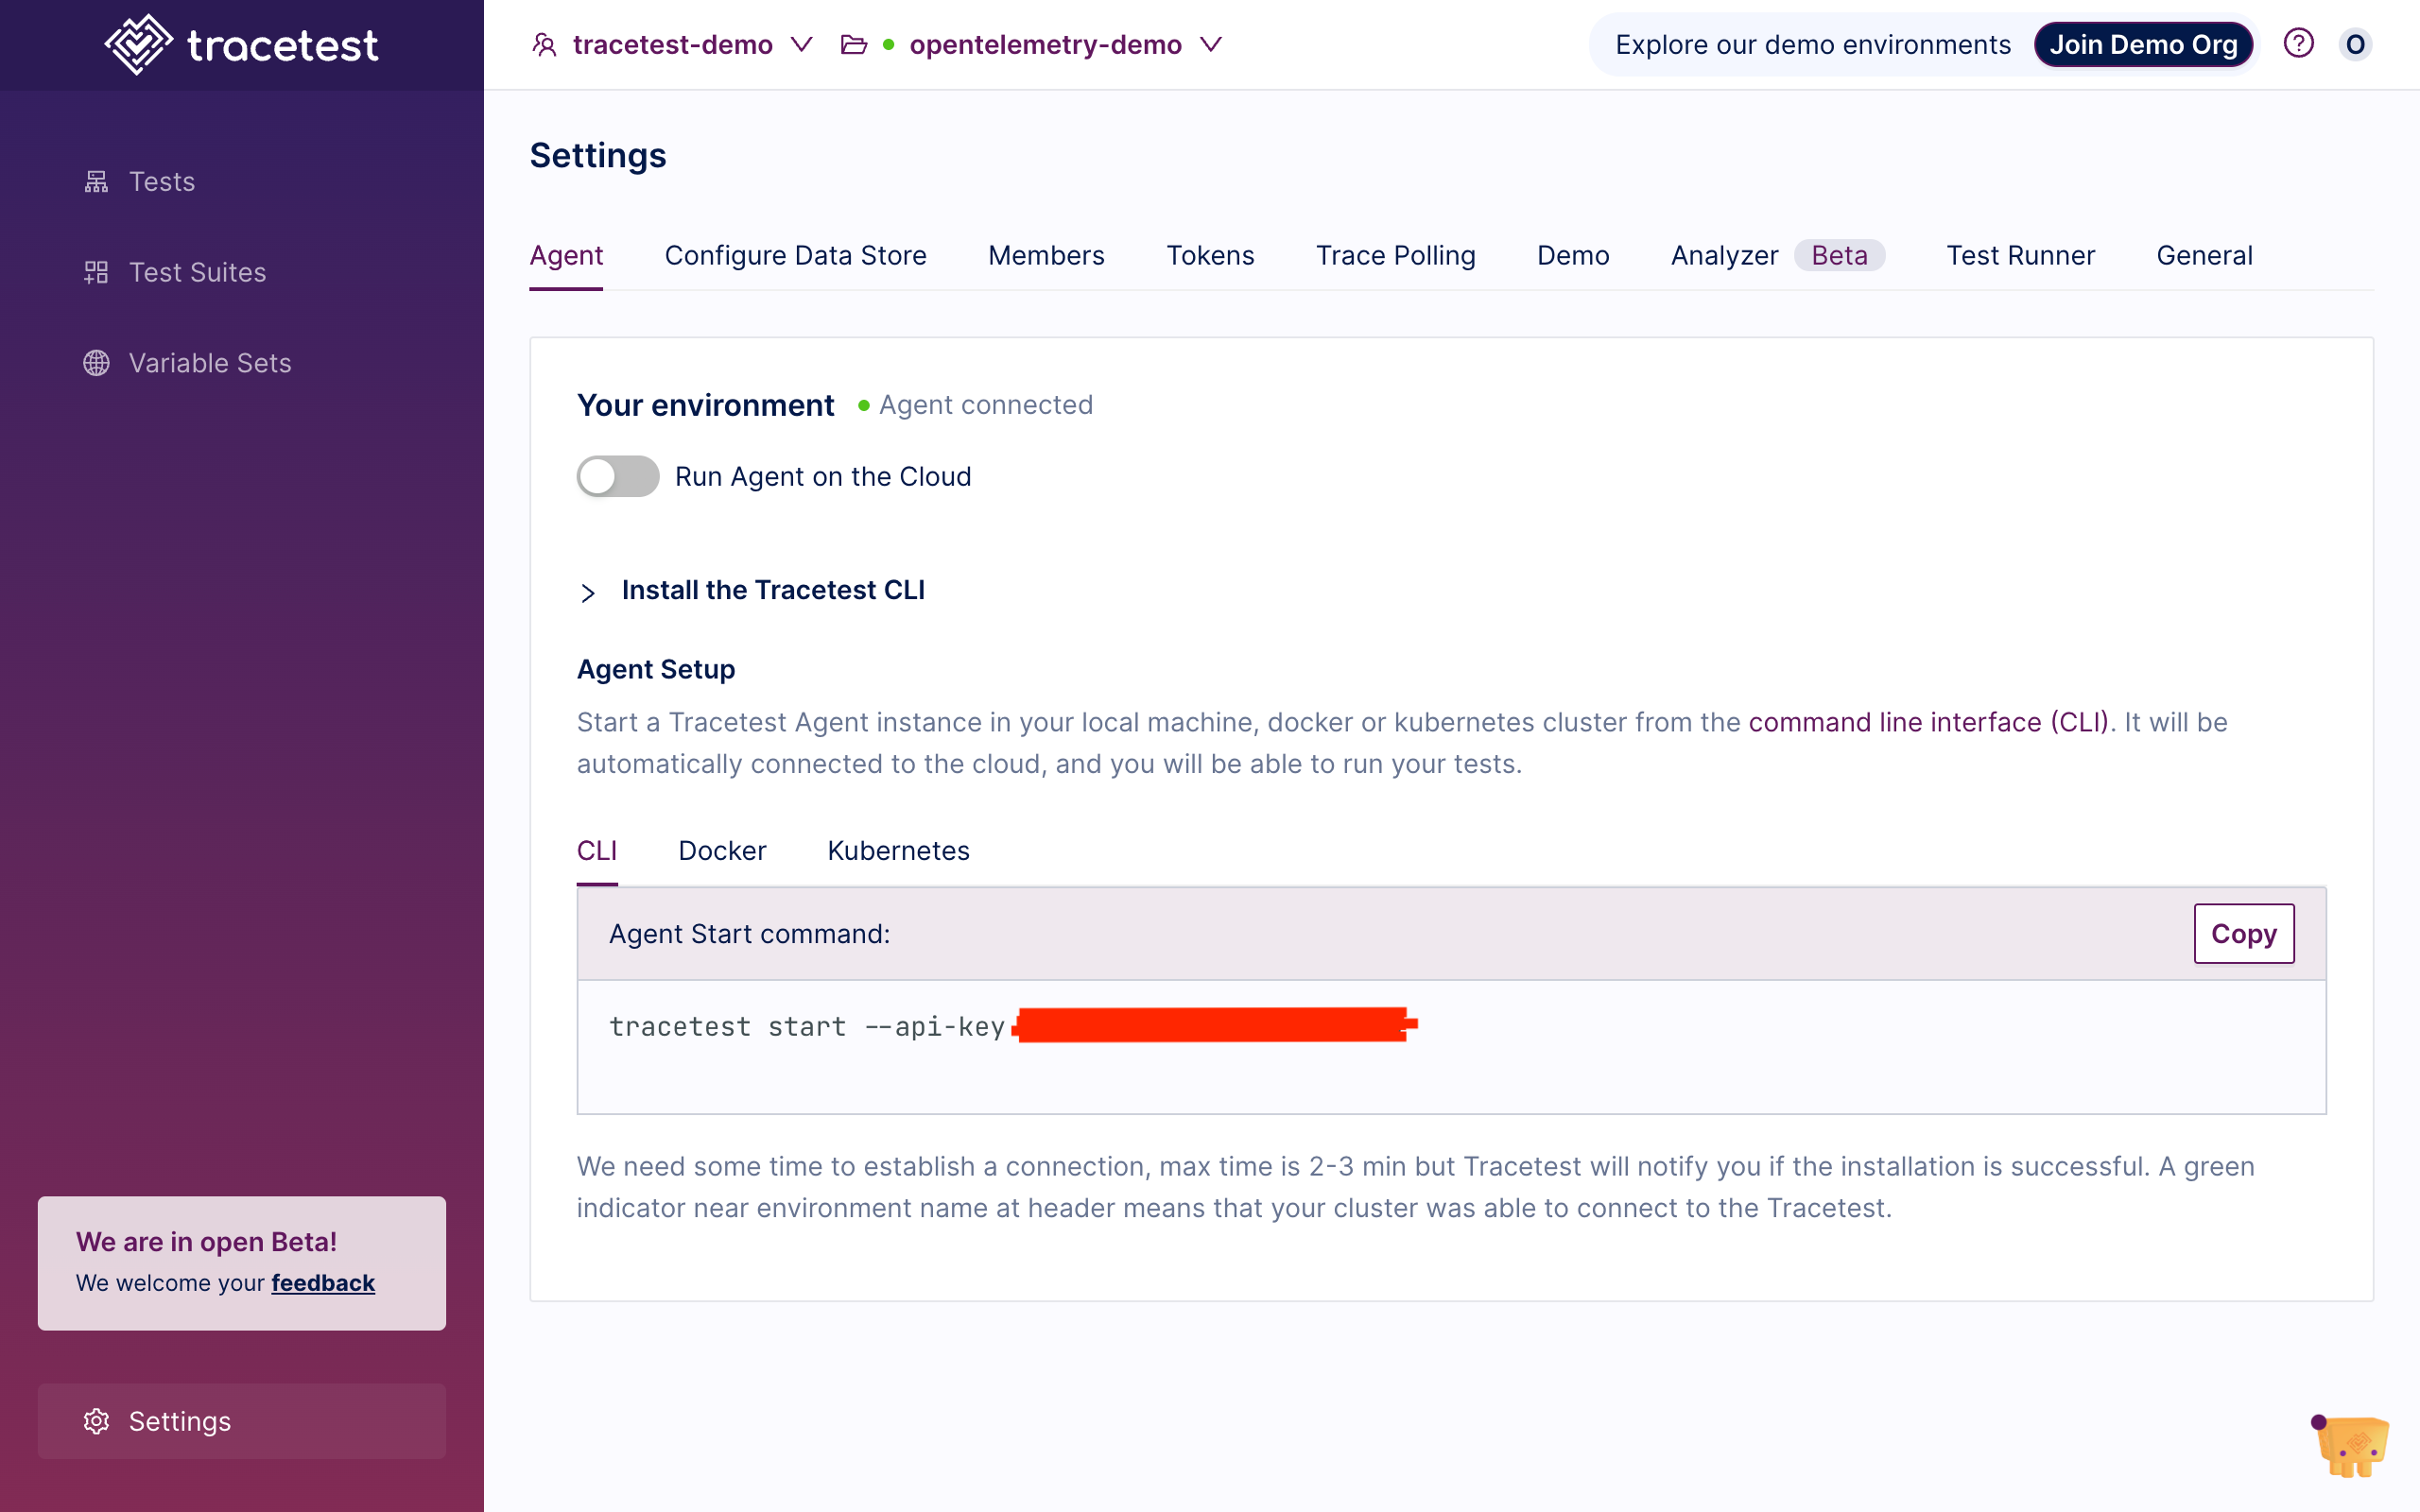 tracetest
tracetest-demo
opentelemetry-demo
Explore our demo environments
Join Demo Org
O
Tests
Test Suites
Variable Sets
Settings
Agent
Configure Data Store
Members
Tokens
Trace Polling
Demo
Analyzer
Beta
Test Runner
General
Your environment
Agent connected
Run Agent on the Cloud
Install the Tracetest CLI
Agent Setup
Start a Tracetest Agent instance in your local machine, docker or kubernetes cluster from the command line interface (CLI). It will be
automatically connected to the cloud, and you will be able to run your tests.
CLI
Docker
Kubernetes
Agent Start command:
Copy
tracetest start --api-key
We need some time to establish a connection, max time is 2-3 min but Tracetest will notify you if the installation is successful. A green
indicator near environment name at header means that your cluster was able to connect to the Tracetest.
We are in open Beta!
We welcome your feedback
Settings